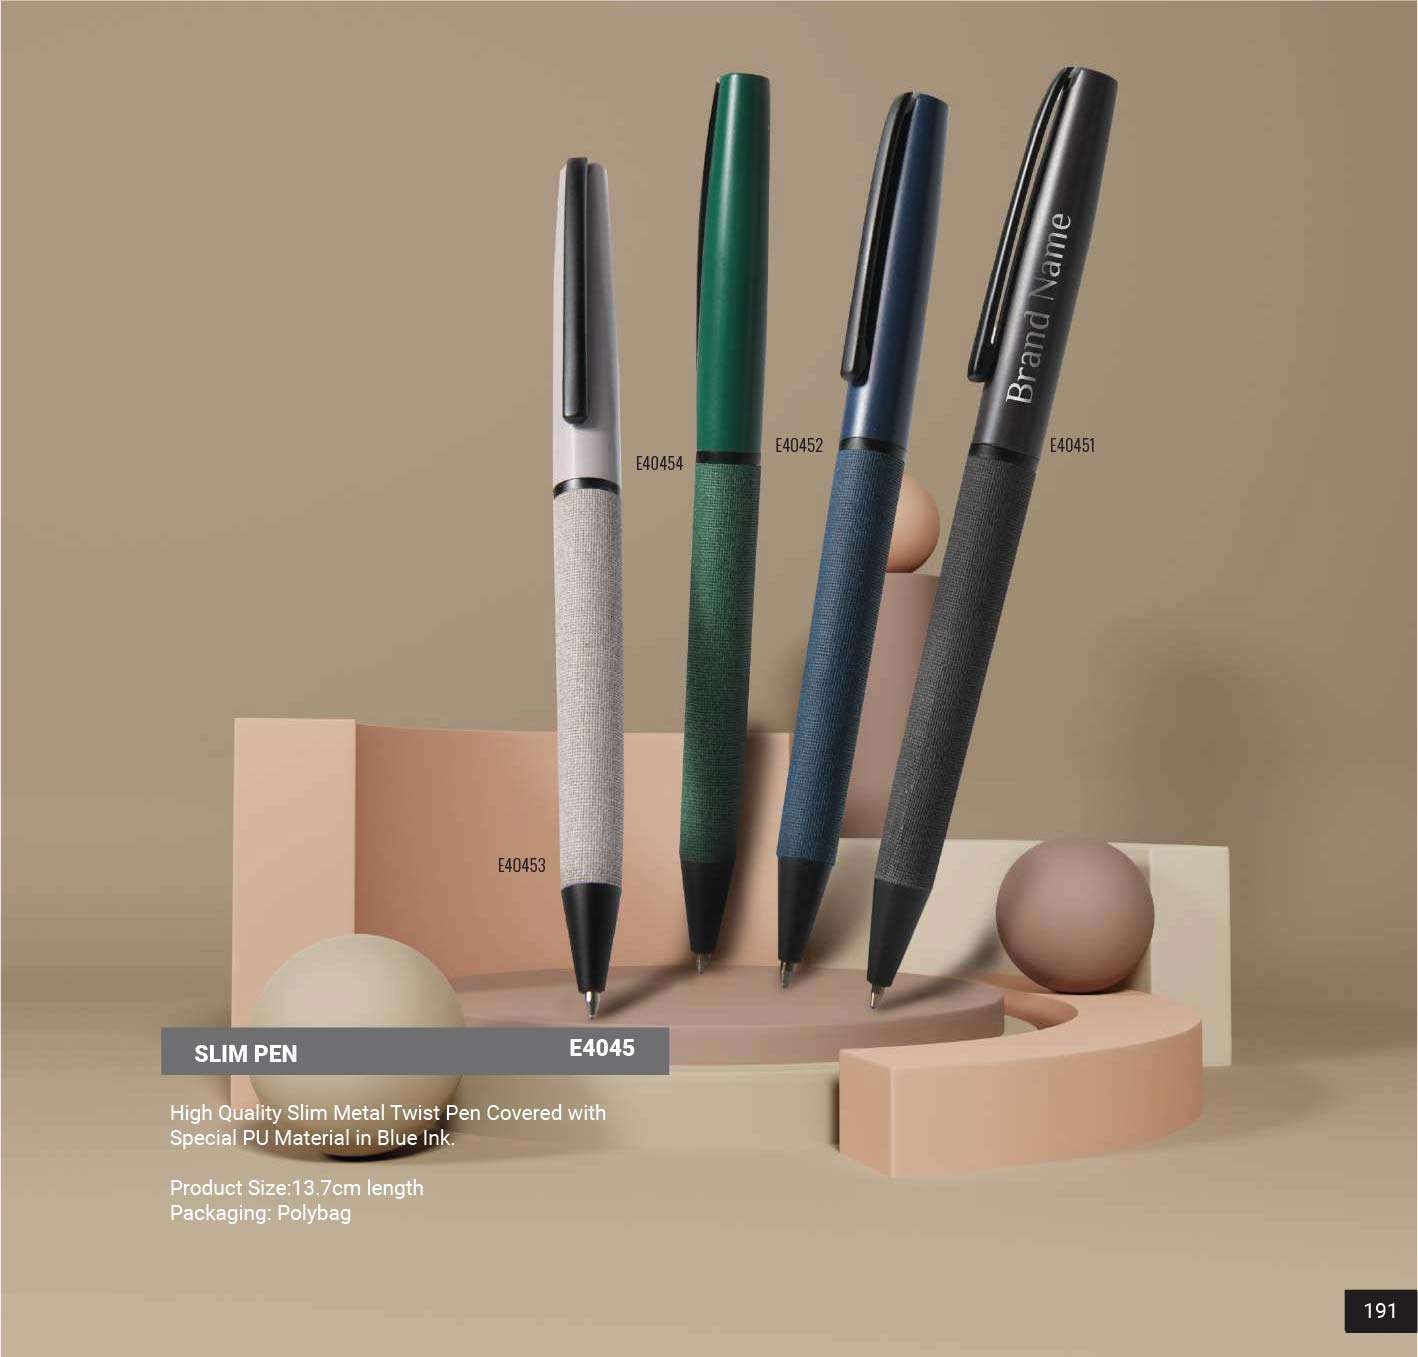 Brand Name
E40454
E40452
E40451
E40453
SLIM PEN
E4045
High Quality Slim Metal Twist Pen Covered with
Special PU Material in Blue Ink.
Product Size:13.7cm length
Packaging: Polybag
191